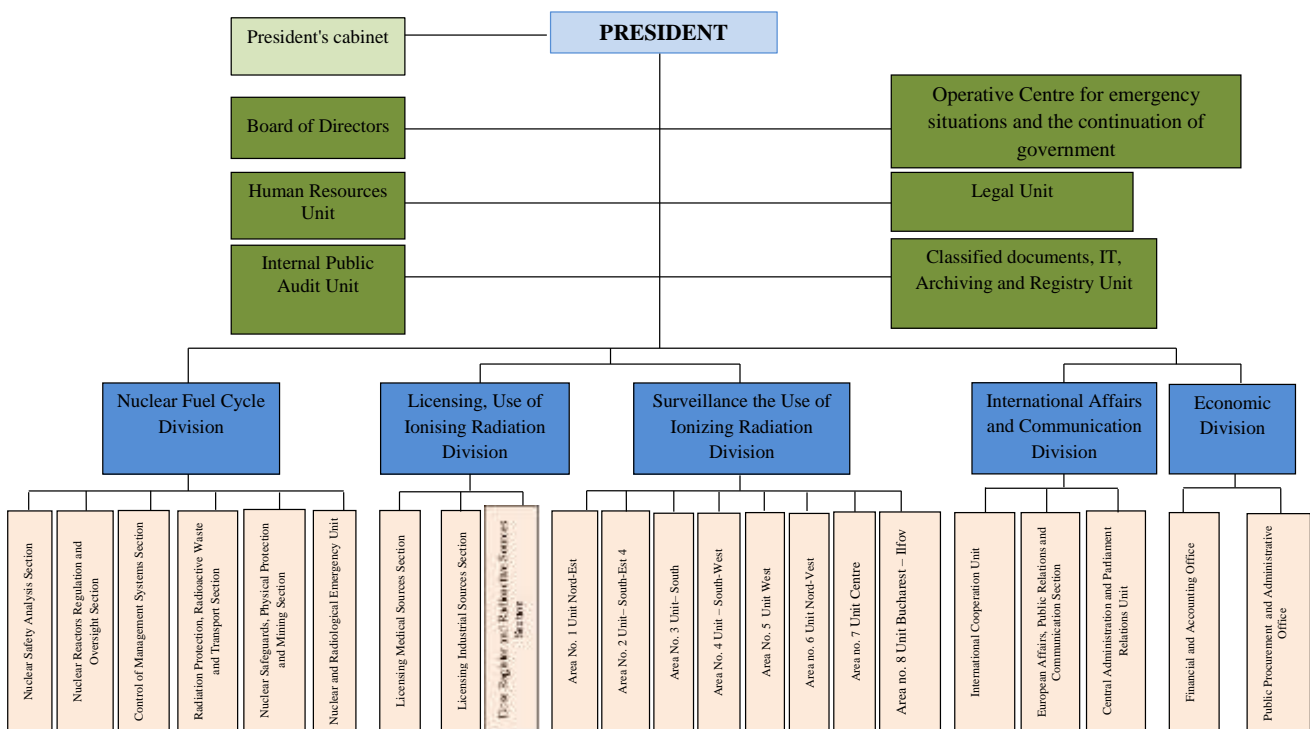 President's cabinet
PRESIDENT
Board of Directors
Operative Centre for emergency
situations and the continuation of
government
Human Resources
Unit
Legal Unit
Internal Public
Audit Unit
Classified documents, IT,
Archiving and Registry Unit
Nuclear Fuel Cycle
Division
Licensing, Use of
Ionising Radiation
Division
Surveillance the Use of
Ionizing Radiation
Division
International Affairs
and Communication
Division
Economic
Division
Nuclear Safety Analysis Section
Nuclear Reactors Regulation and
Oversight Section
Control of Management Systems Section
Radiation Protection, Radioactive Waste
and Transport Section
Nuclear Safeguards, Physical Protection
and Mining Section
Nuclear and Radiological Emergency Unit
Licensing Medical Sources Section
Licensing Industrial Sources Section
Dose Register and Radioactive Sources
Section
Area No. 1 Unit Nord-Est
Area No. 2 Unit– South-Est 4
Area No. 3 Unit– South
Area No. 4 Unit – South-West
Area No. 5 Unit West
Area no. 6 Unit Nord-Vest
Area no. 7 Unit Centre
Area no. 8 Unit Bucharest – Ilfov
International Cooperation Unit
European Affairs, Public Relations and
Communication Section
Central Administration and Parliament
Relations Unit
Financial and Accounting Office
Public Procurement and Administrative
Office